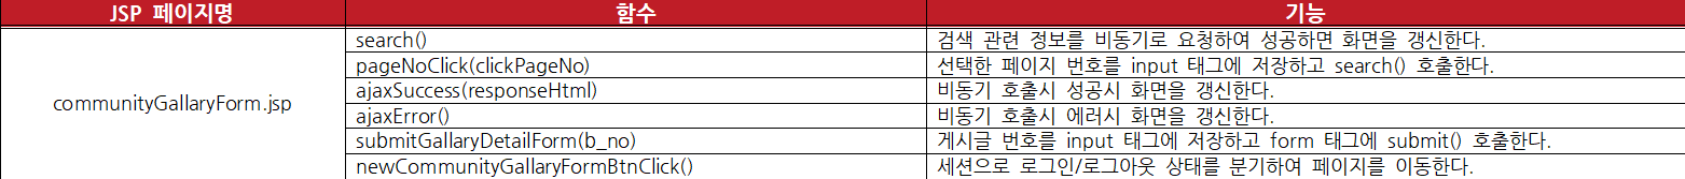 JSP 페이지명 함수 기능
search() 검색 관련 정보를 비동기로 요청하여 성공하면 화면을 갱신한다.
pageNoClick(clickPageNo) 선택한 페이지 번호를 input 태그에 저장하고 search() 호출한다.
communityGallaryForm.jsp ajaxSuccess(responseHtml) 비동기 호출시 성공시 화면을 갱신한다.
ajaxError() 비동기 호출시 에러시 화면을 갱신한다.
submitGallaryDetailForm(b_no) 게시글 번호를 input 태그에 저장하고 form 태그에 submit() 호출한다.
newCommunityGallaryFormBtnClick() 세션으로 로그인/로그아웃 상태를 분기하여 페이지를 이동한다.